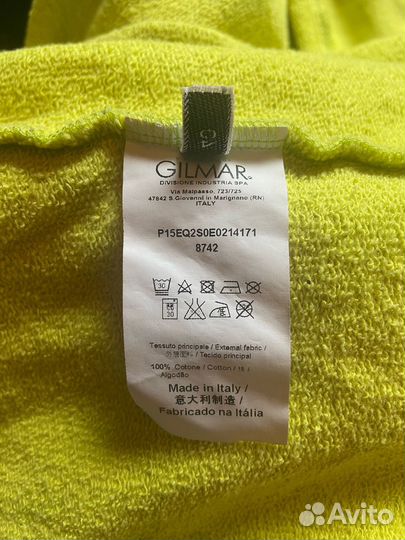 GILMAR
DIVISIONE INDUSTRIA SPA
Via Malpasso, 723/725
47842 S.Giovanni in Marignano (RN)
ITALY
P15EQ2S0E0214171
8742
30
30
Tessuto principale / External fabric /
/ Tecido principal
100% Cotone / Cotton /
Algodão
Made in Italy /
意大利制造 /
Fabricado na Itália
Avito